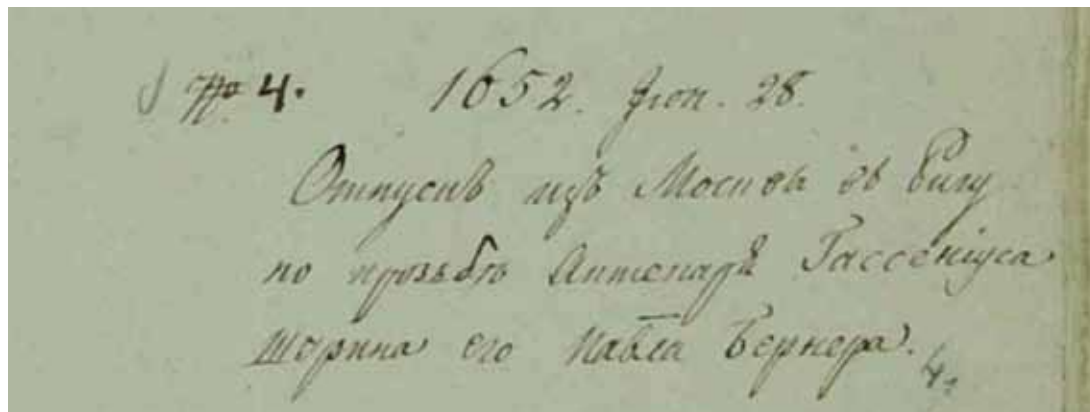 № 4. 1652. Іюн. 28.
Отпускъ изъ Москвы въ Ригу
по прозьбѣ Аптекаря Гассеніуса
шурина его Павла Бернера.
4.